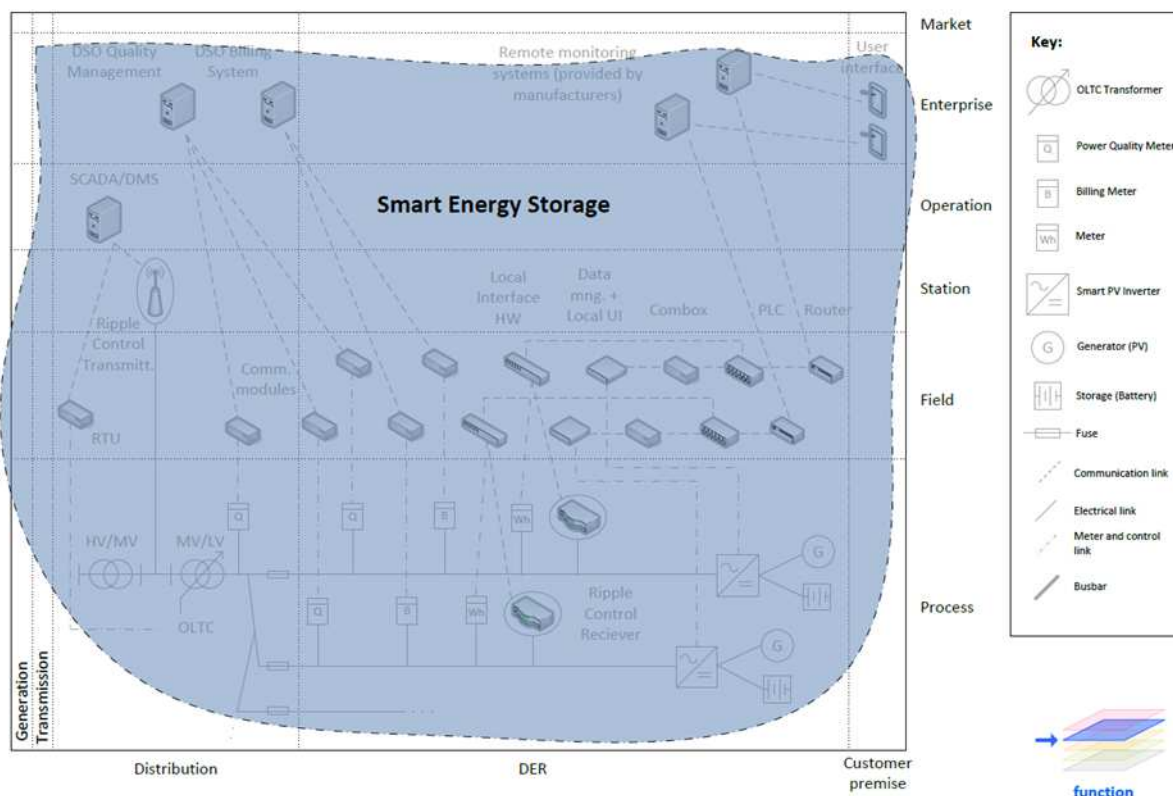 Market
DSO Quality
Management
DSO Billing
System
Remote monitoring
systems (provided by
manufacturers)
User
interface
Enterprise
SCADA/DMS
Smart Energy Storage
Operation
Local
Interface
HW
Data
mng. +
Local UI
Combox
PLC
Router
Station
Ripple
Control
Transmitt.
Comm.
modules
Field
RTU
Q
Q
B
Wh
HV/MV
MV/LV
G
OLTC
Q
B
Wh
Ripple
Control
Reciever
G
Process
Generation
Transmission
Distribution
DER
Customer
premise
Key:
OLTC Transformer
Q
Power Quality Meter
B
Billing Meter
Wh
Meter
Smart PV Inverter
G
Generator (PV)
Storage (Battery)
Fuse
Communication link
Electrical link
Meter and control
link
Busbar
function